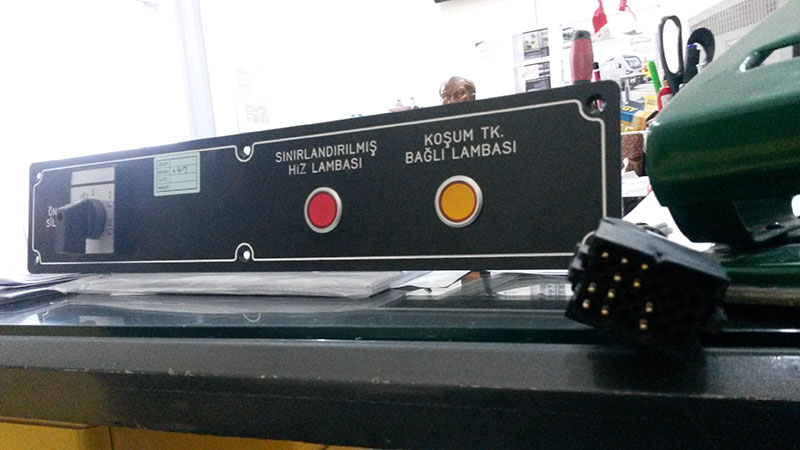 ÖN
SİL
SINIRLANDIRILMIŞ
HIZ LAMBASI
KOŞUM TK.
BAĞLI LAMBASI